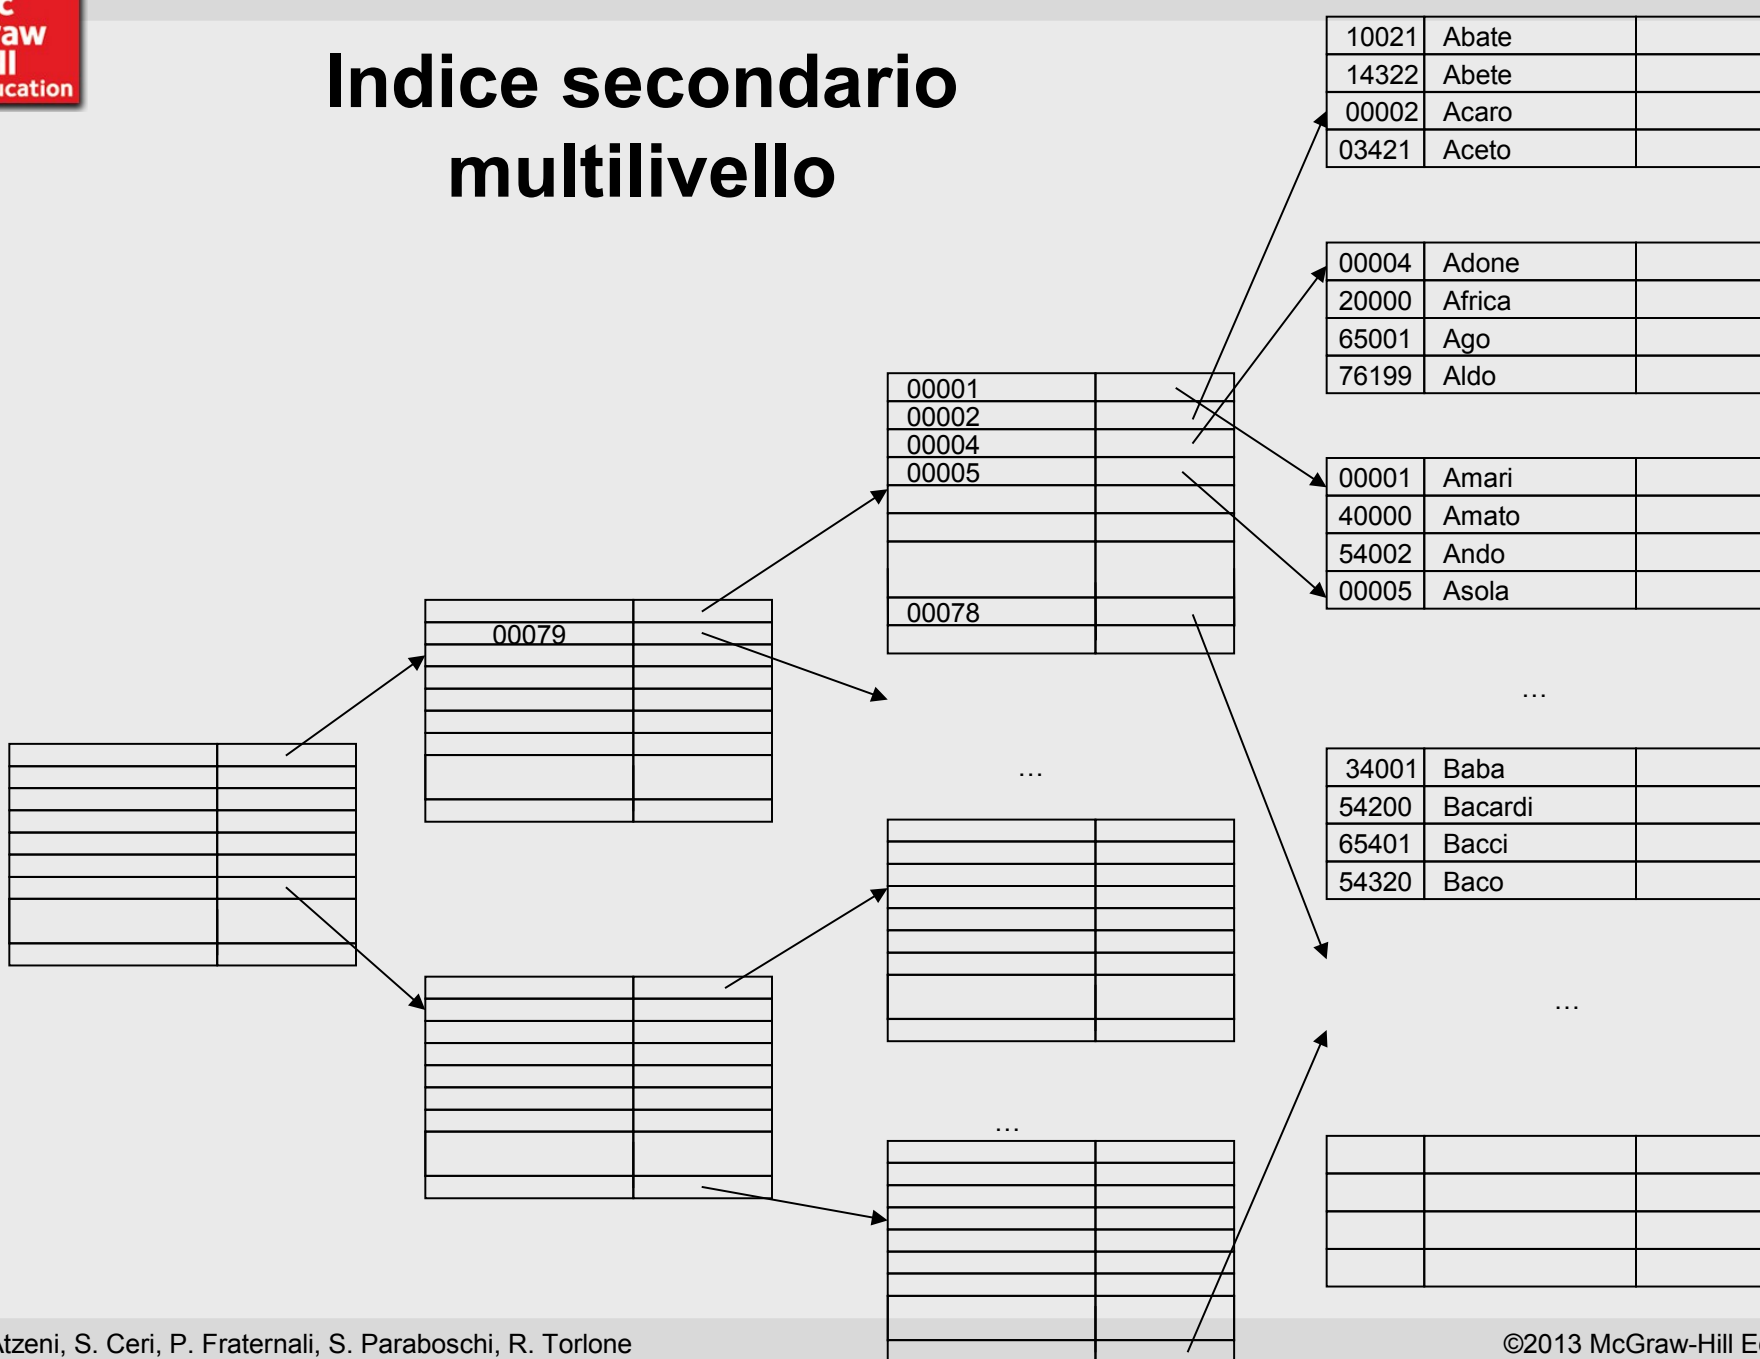 Indice secondario
multilivello
10021 Abate
14322 Abete
00002 Acaro
03421 Aceto
00004 Adone
20000 Africa
65001 Ago
76199 Aldo
00001
00002
00004
00005
00078
00001 Amari
40000 Amato
54002 Ando
00005 Asola
00079
...
...
34001 Baba
54200 Bacardi
65401 Bacci
54320 Baco
...
...
S. Ceri, P. Fraternali, S. Paraboschi, R. Torlone
©2013 McGraw-Hill